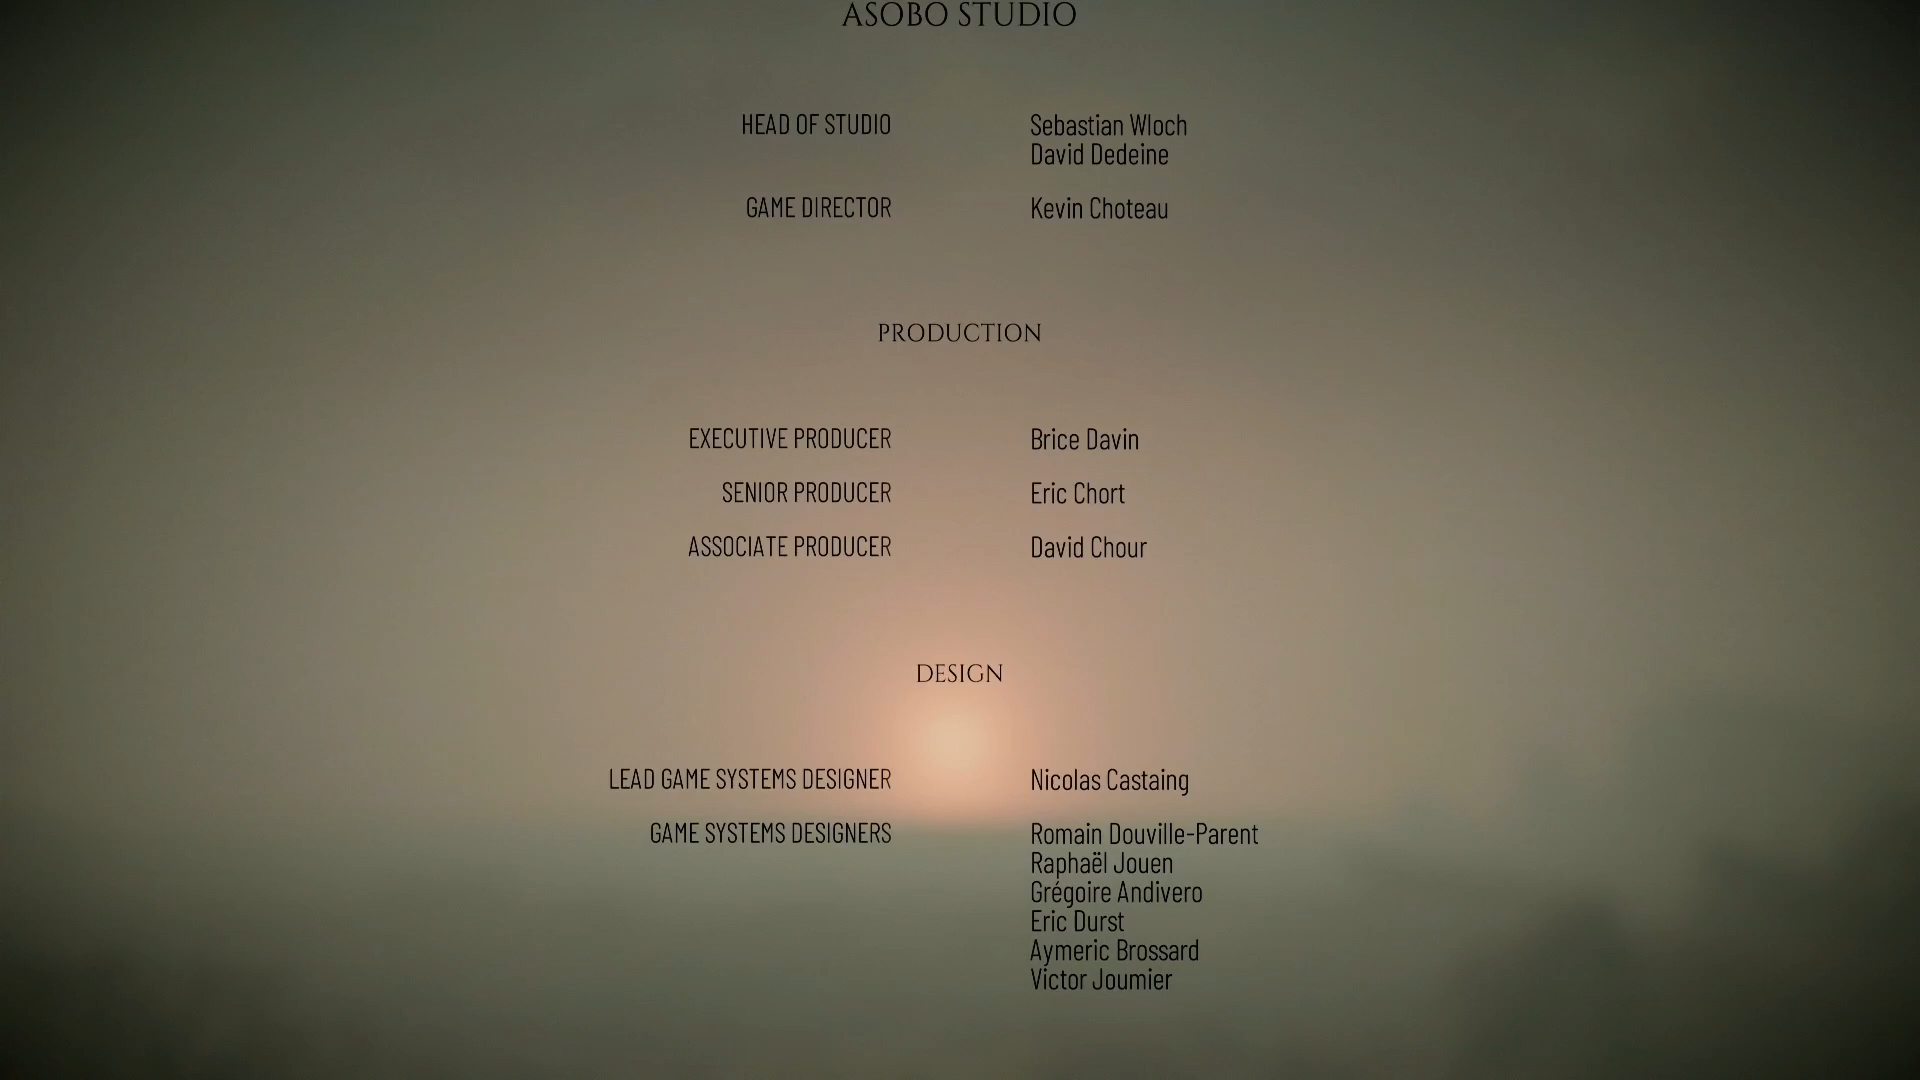 ASOBO STUDIO
HEAD OF STUDIO Sebastian Wloch
David Dedeine
GAME DIRECTOR Kevin Choteau
PRODUCTION
EXECUTIVE PRODUCER Brice Davin
SENIOR PRODUCER Eric Chort
ASSOCIATE PRODUCER David Chour
DESIGN
LEAD GAME SYSTEMS DESIGNER Nicolas Castaing
GAME SYSTEMS DESIGNERS Romain Douville-Parent
Raphaël Jouen
Grégoire Andivero
Eric Durst
Aymeric Brossard
Victor Joumier